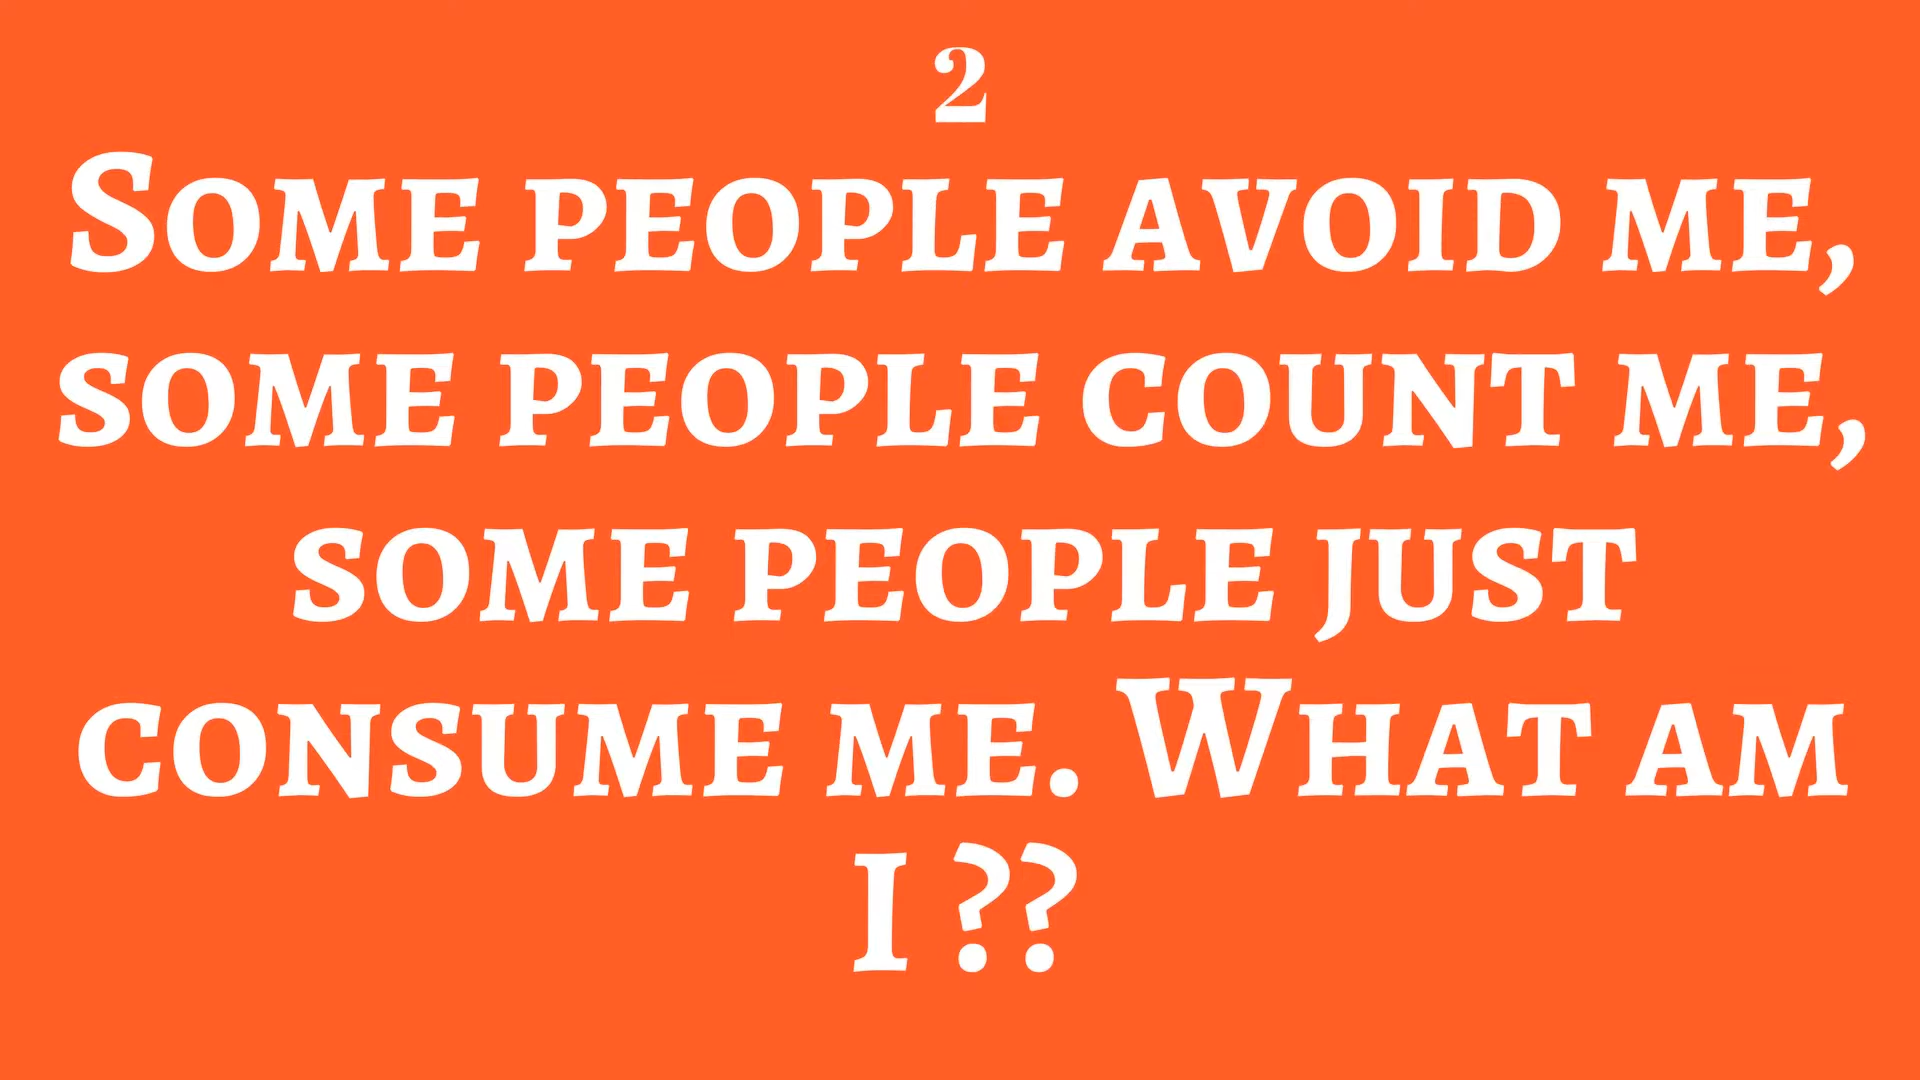 2
Some people avoid me,
some people count me,
some people just
consume me. What am
I ??